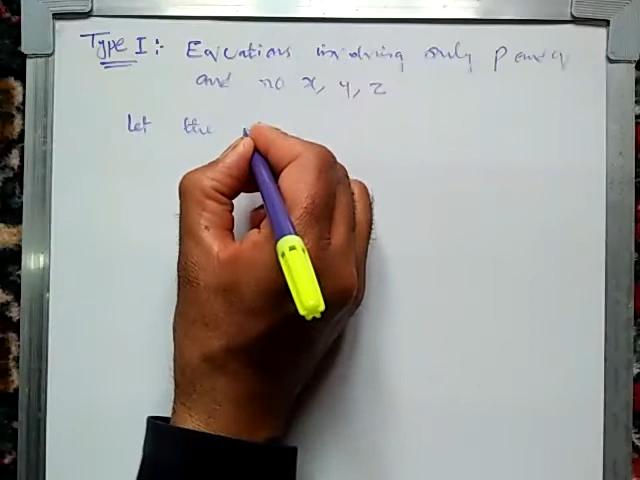 Type I :- Equations involving only p and q
and no x, y, z
Let the